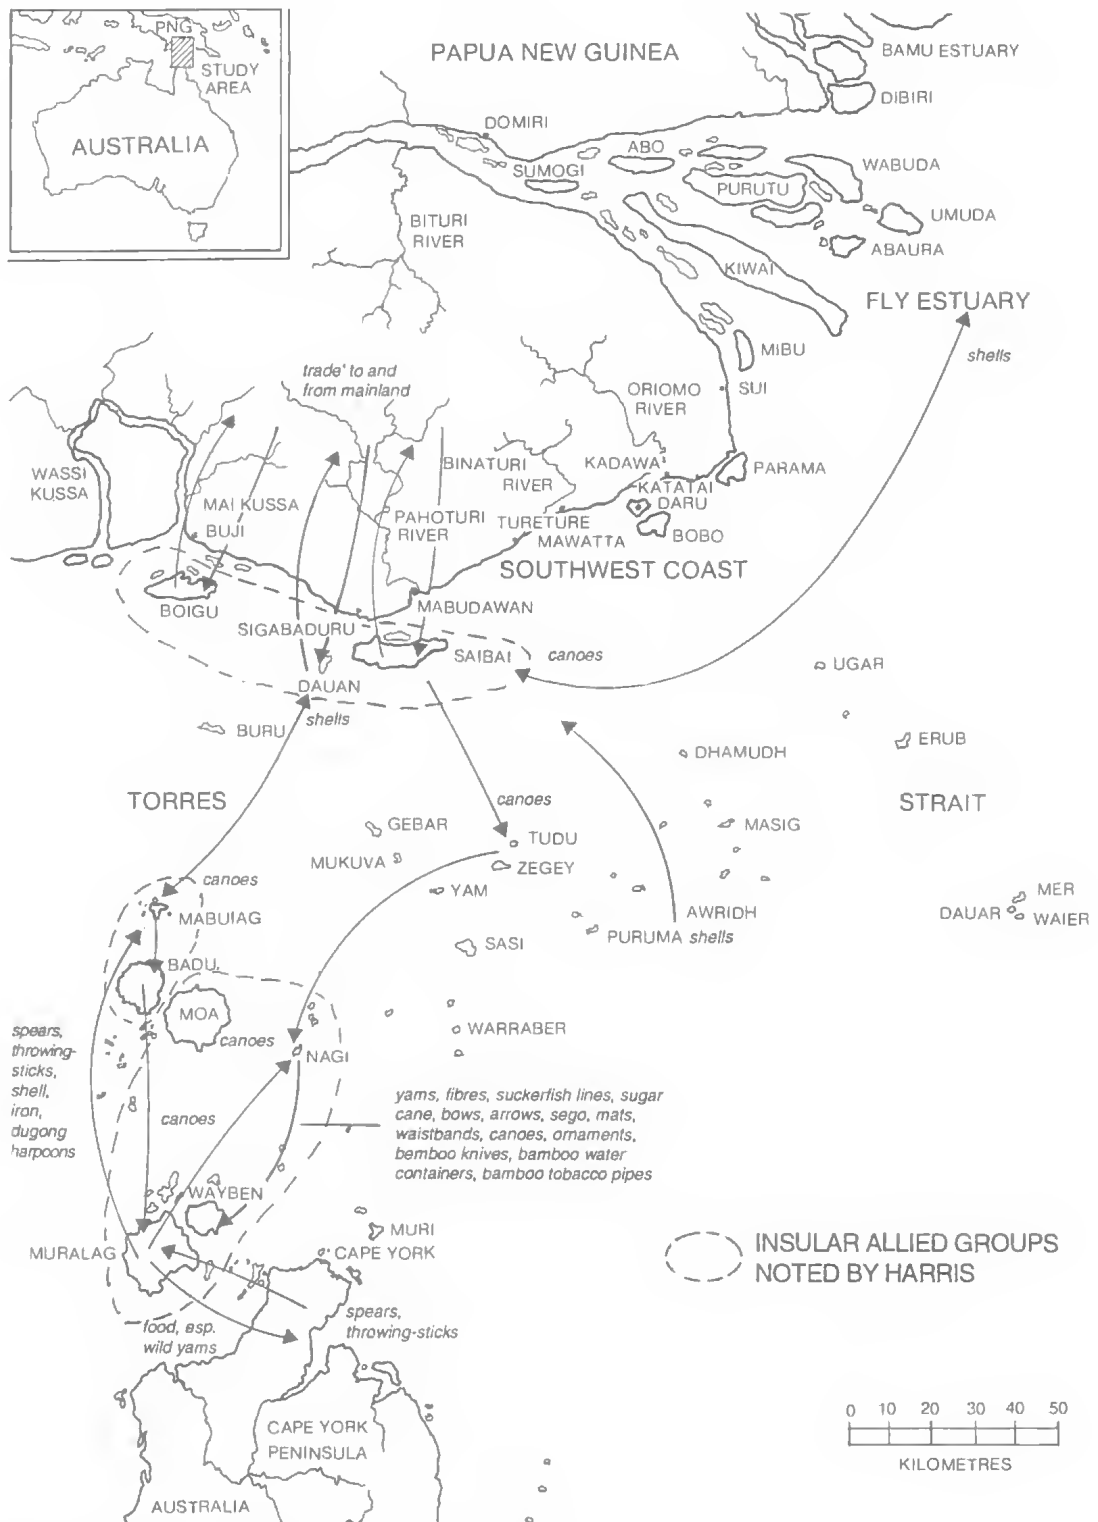 PNG
STUDY
AREA
AUSTRALIA
PAPUA NEW GUINEA
BAMU ESTUARY
DIBIRI
DOMIRI
ABO
SUMOGI
WABUDA
PURUTU
UMUDA
ABAURA
BITURI
RIVER
KIWAI
FLY ESTUARY
shells
MIBU
SUI
trade' to and
from mainland
ORIOMO
RIVER
WASSI
KUSSA
MAI KUSSA
BUJI
BINATURI
RIVER
KADAWA
PARAMA
KATATAI
DARU
BOBO
PAHOTURI
RIVER
TURETURE
MAWATTA
SOUTHWEST COAST
BOIGU
MABUDAWAN
SIGABADURU
SAIBAI
canoes
DAUAN
shells
UGAR
BURU
ERUB
DHAMUDH
TORRES
STRAIT
canoes
GEBAR
TUDU
MASIG
MUKUVA
ZEGEY
canoes
YAM
MABUIAG
AWRIDH
PURUMA shells
MER
DAUAR
WAIER
SASI
BADU
MOA
canoes
WARRABER
NAGI
spears,
throwing-
sticks,
shell,
iron,
dugong
harpoons
canoes
yams, fibres, suckerfish lines, sugar
cane, bows, arrows, sego, mats,
waistbands, canoes, ornaments,
bemboo knives, bamboo water
containers, bamboo tobacco pipes
WAYBEN
MURI
MURALAG
CAPE YORK
INSULAR ALLIED GROUPS
NOTED BY HARRIS
spears,
throwing-sticks
food, esp.
wild yams
CAPE YORK
PENINSULA
AUSTRALIA
0 10 20 30 40 50
KILOMETRES